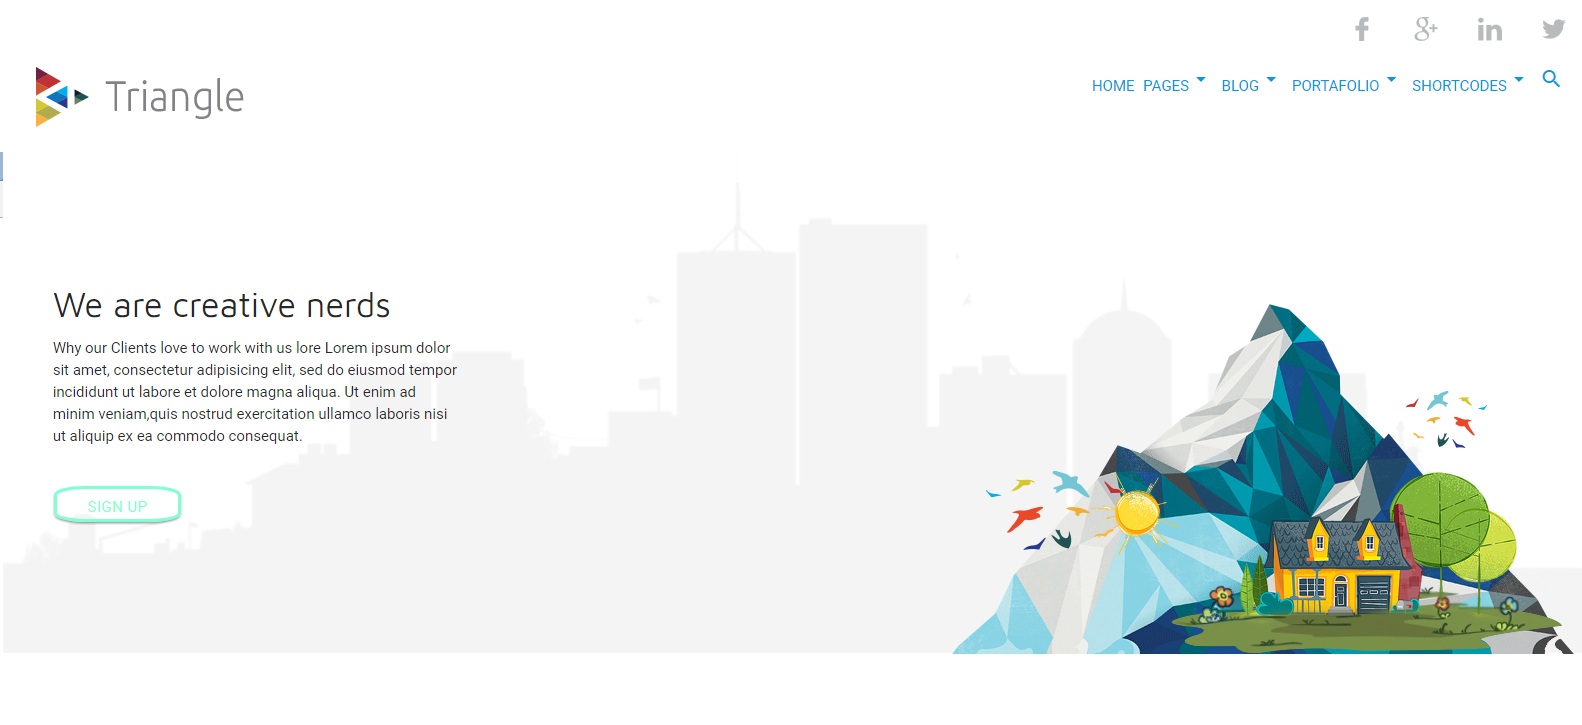 Triangle
HOME PAGES BLOG PORTAFOLIO SHORTCODES
We are creative nerds
Why our Clients love to work with us lore Lorem ipsum dolor
sit amet, consectetur adipisicing elit, sed do eiusmod tempor
incididunt ut labore et dolore magna aliqua. Ut enim ad
minim veniam,quis nostrud exercitation ullamco laboris nisi
ut aliquip ex ea commodo consequat.
SIGN UP